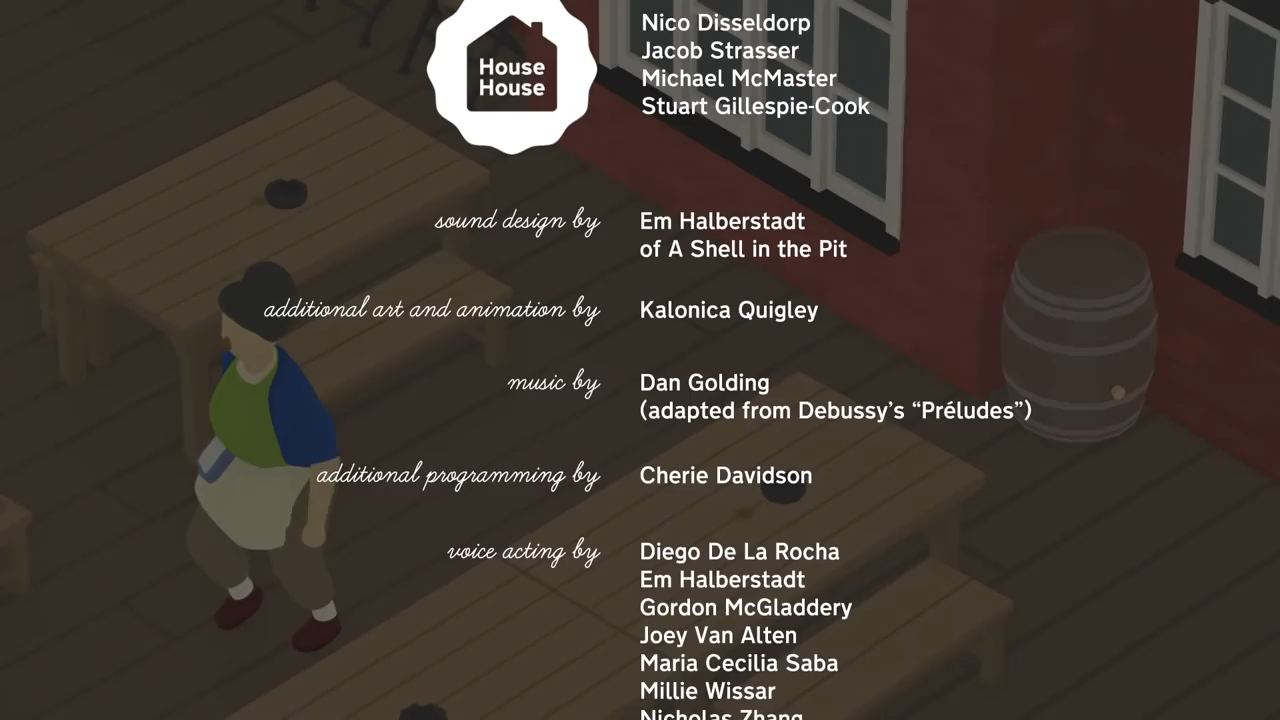 House
House
Nico Disseldorp
Jacob Strasser
Michael McMaster
Stuart Gillespie-Cook
sound design by
Em Halberstadt
of A Shell in the Pit
additional art and animation by
Kalonica Quigley
music by
Dan Golding
(adapted from Debussy’s “Préludes”)
additional programming by
Cherie Davidson
voice acting by
Diego De La Rocha
Em Halberstadt
Gordon McGladdery
Joey Van Alten
Maria Cecilia Saba
Millie Wissar
Nicholas Zhang